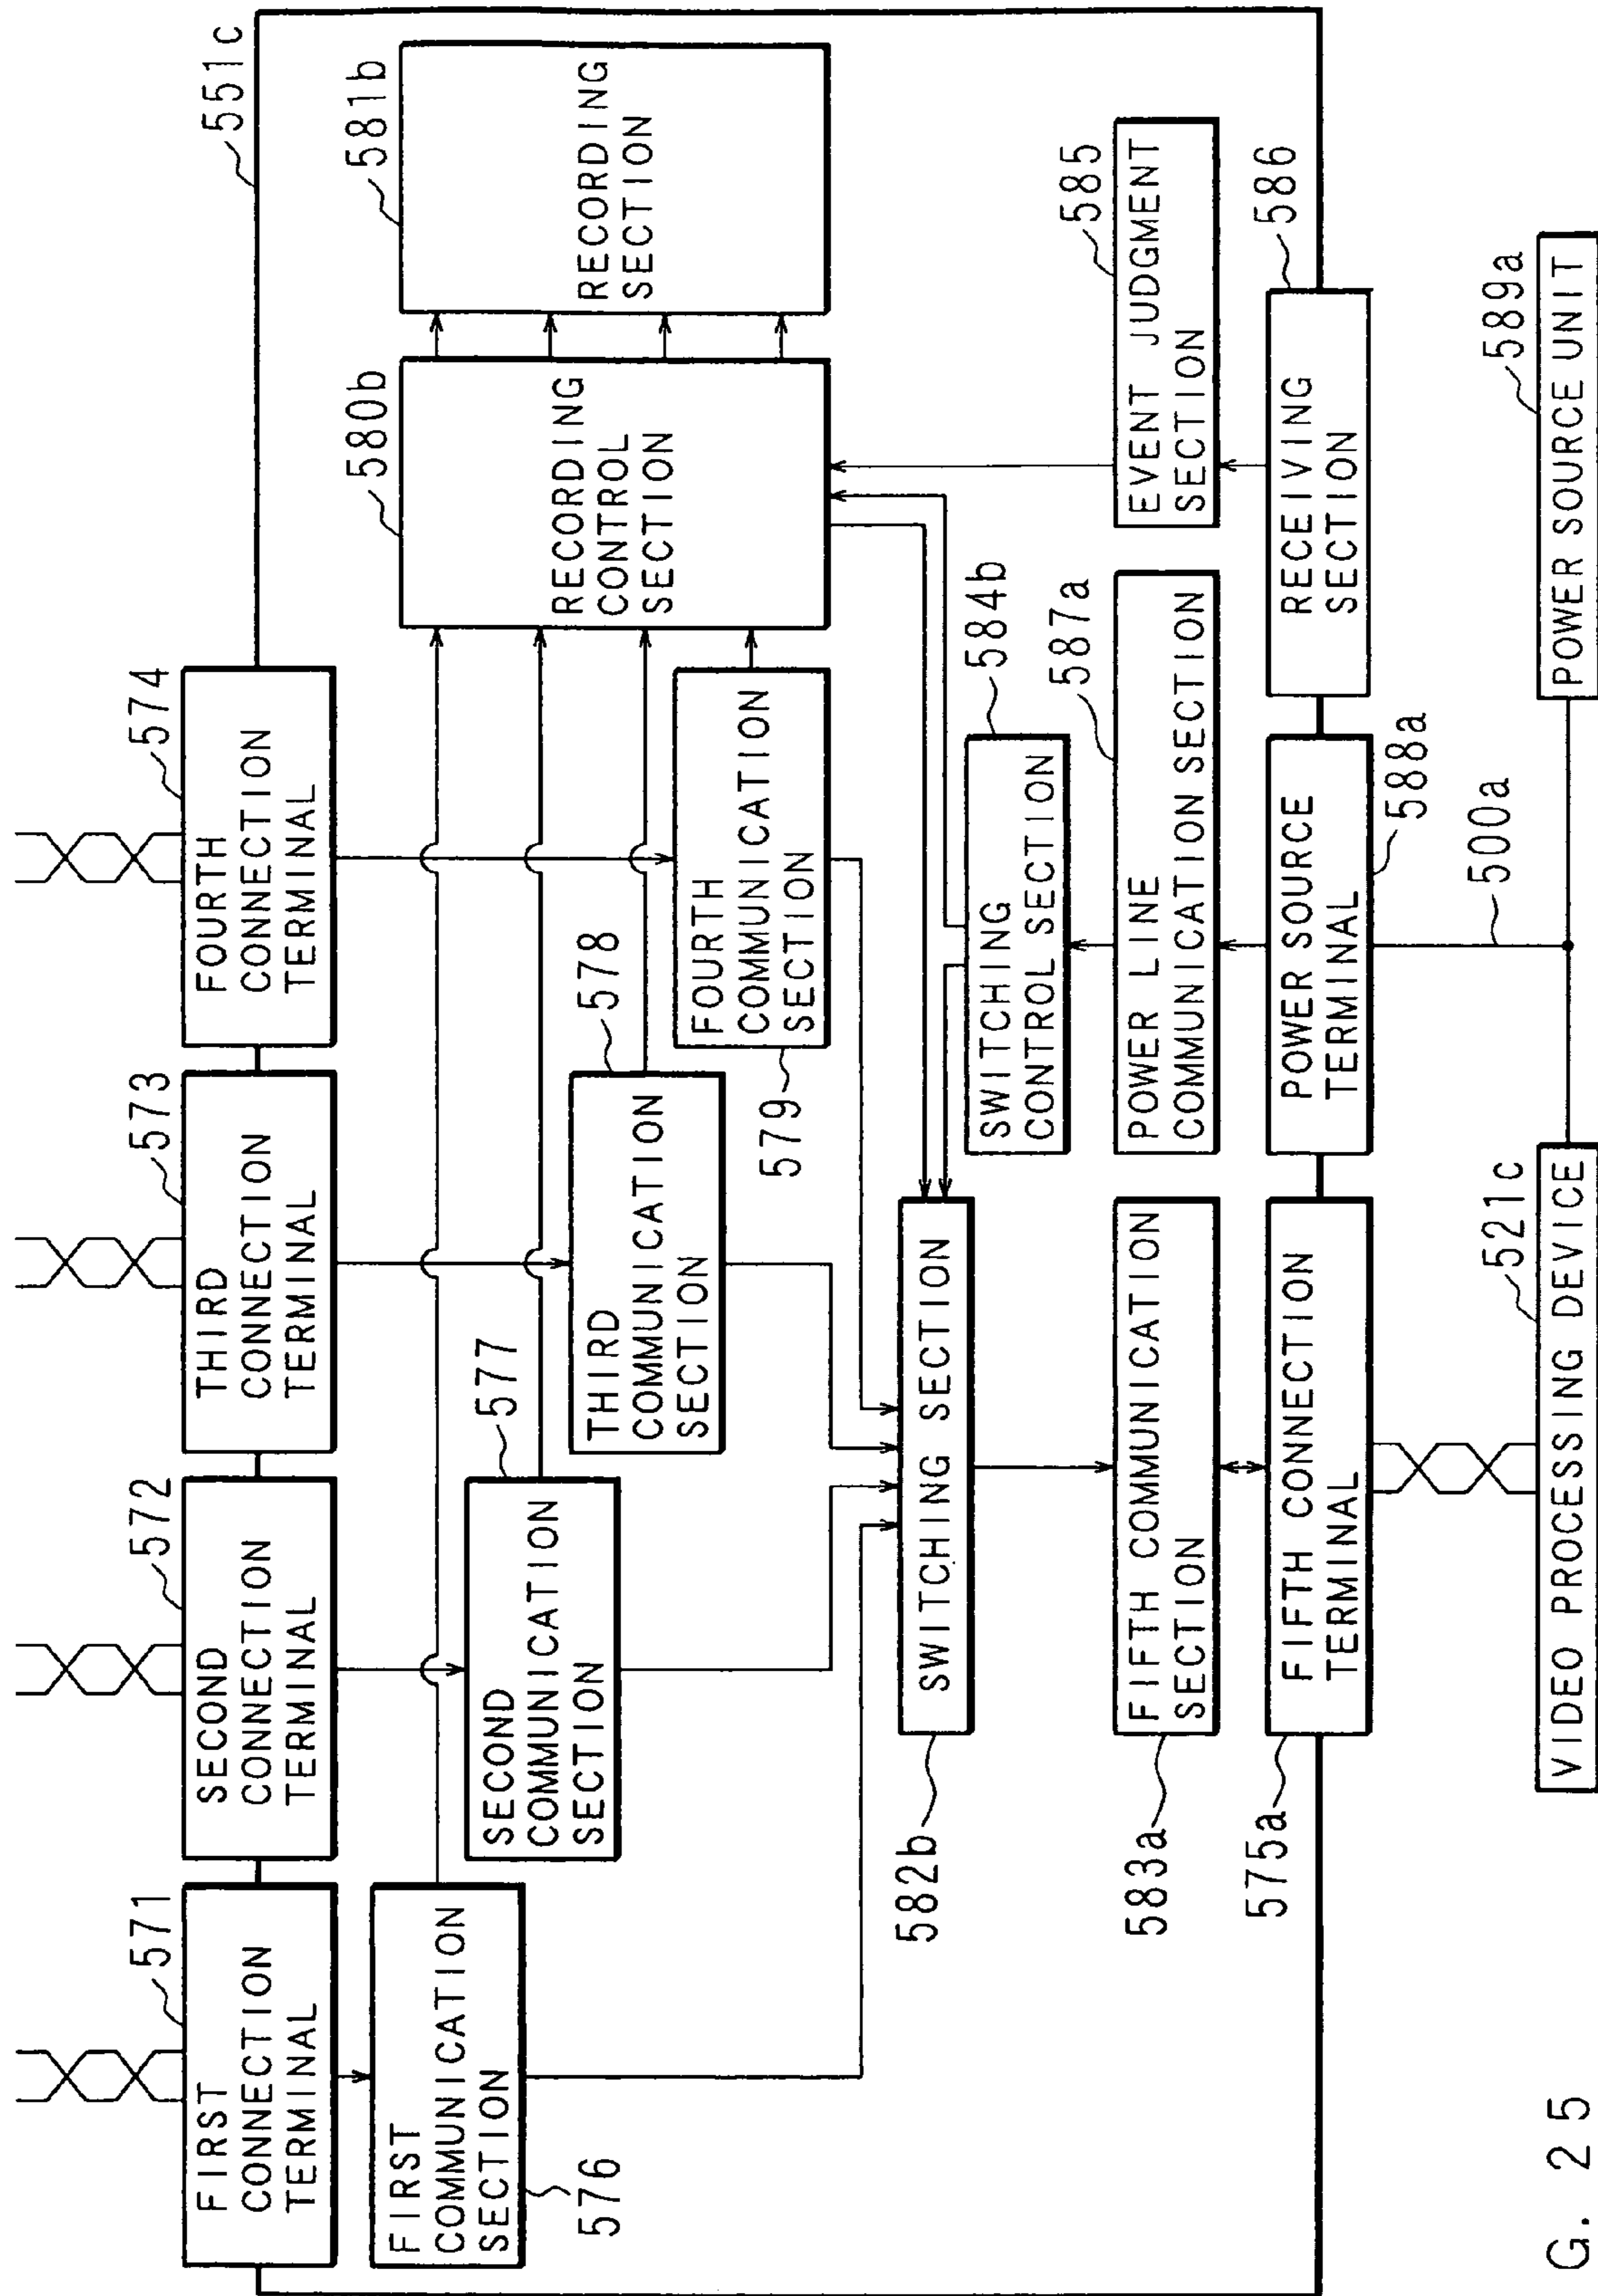 551c
571
FIRST
CONNECTION
TERMINAL
572
SECOND
CONNECTION
TERMINAL
573
THIRD
CONNECTION
TERMINAL
574
FOURTH
CONNECTION
TERMINAL
FIRST
COMMUNICATION
SECTION
576
577
SECOND
COMMUNICATION
SECTION
578
THIRD
COMMUNICATION
SECTION
FOURTH
COMMUNICATION
SECTION
579
580b
RECORDING
CONTROL
SECTION
581b
RECORDING
SECTION
582b
SWITCHING SECTION
584b
SWITCHING
CONTROL SECTION
583a
FIFTH COMMUNICATION
SECTION
587a
POWER LINE
COMMUNICATION SECTION
585
EVENT JUDGMENT
SECTION
575a
FIFTH CONNECTION
TERMINAL
POWER SOURCE
TERMINAL
588a
586
RECEIVING
SECTION
500a
521c
VIDEO PROCESSING DEVICE
589a
POWER SOURCE UNIT
G. 25